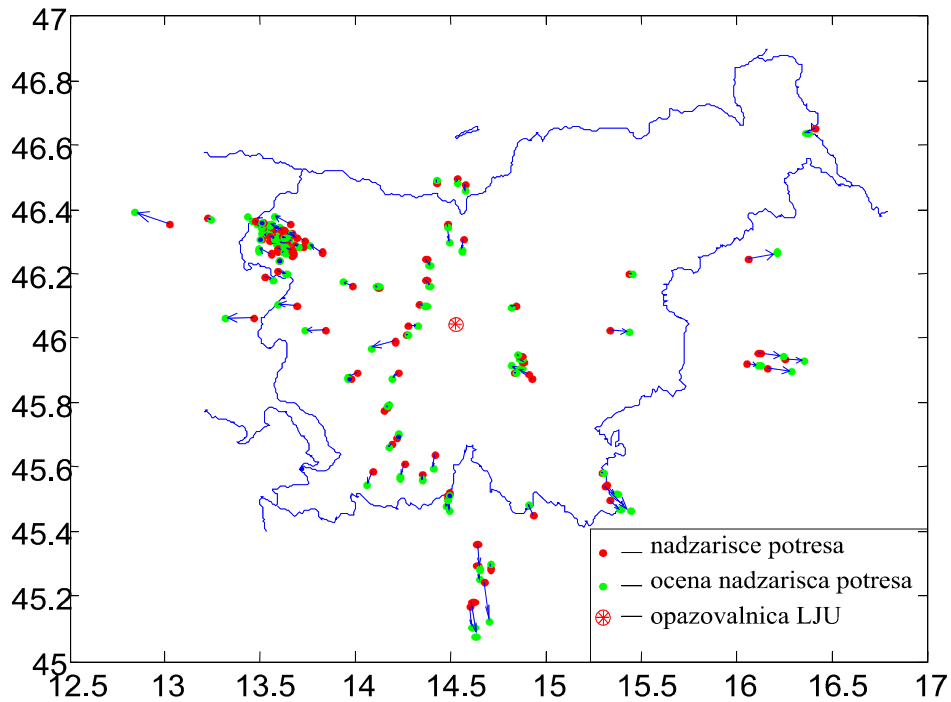 47
46.8
46.6
46.4
46.2
46
45.8
45.6
45.4
45.2
45
12.5 13 13.5 14 14.5 15 15.5 16 16.5 17
nadzarisce potresa
ocena nadzarisca potresa
opazovalnica LJU